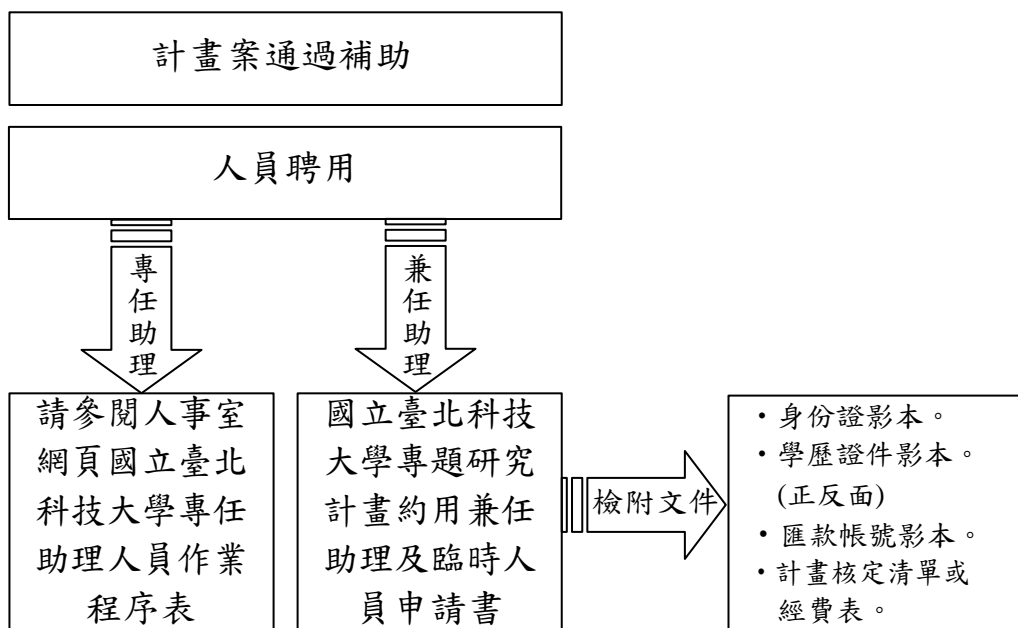 計畫案通過補助
人員聘用
專任助理
兼任助理
請參閱人事室
網頁國立臺北
科技大學專任
助理人員作業
程序表
國立臺北科技
大學專題研究
計畫約用兼任
助理及臨時人
員申請書
檢附文件
・身份證影本。
・學歷證件影本。
(正反面)
・匯款帳號影本。
・計畫核定清單或
經費表。